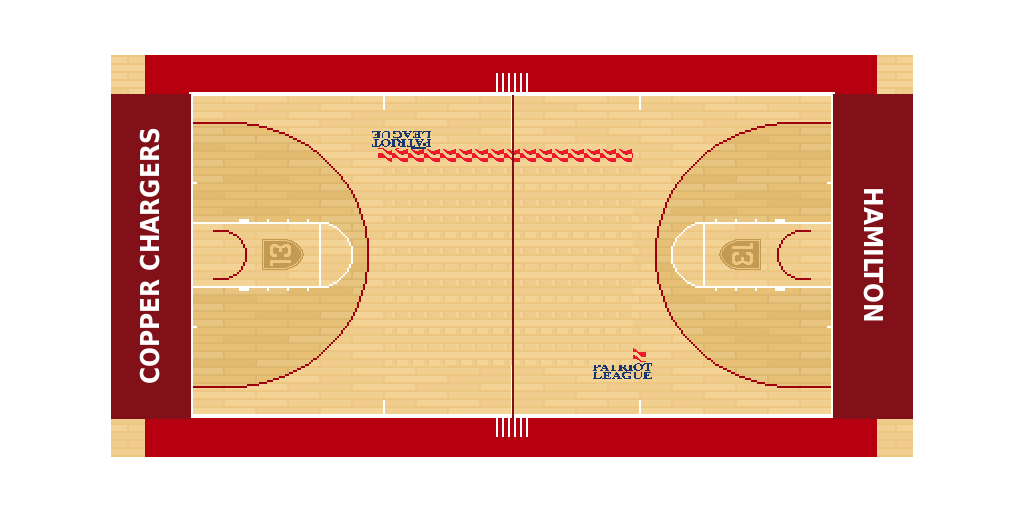 COPPER CHARGERS
PATRIOT
LEAGUE
13
13
HAMILTON
PATRIOT
LEAGUE